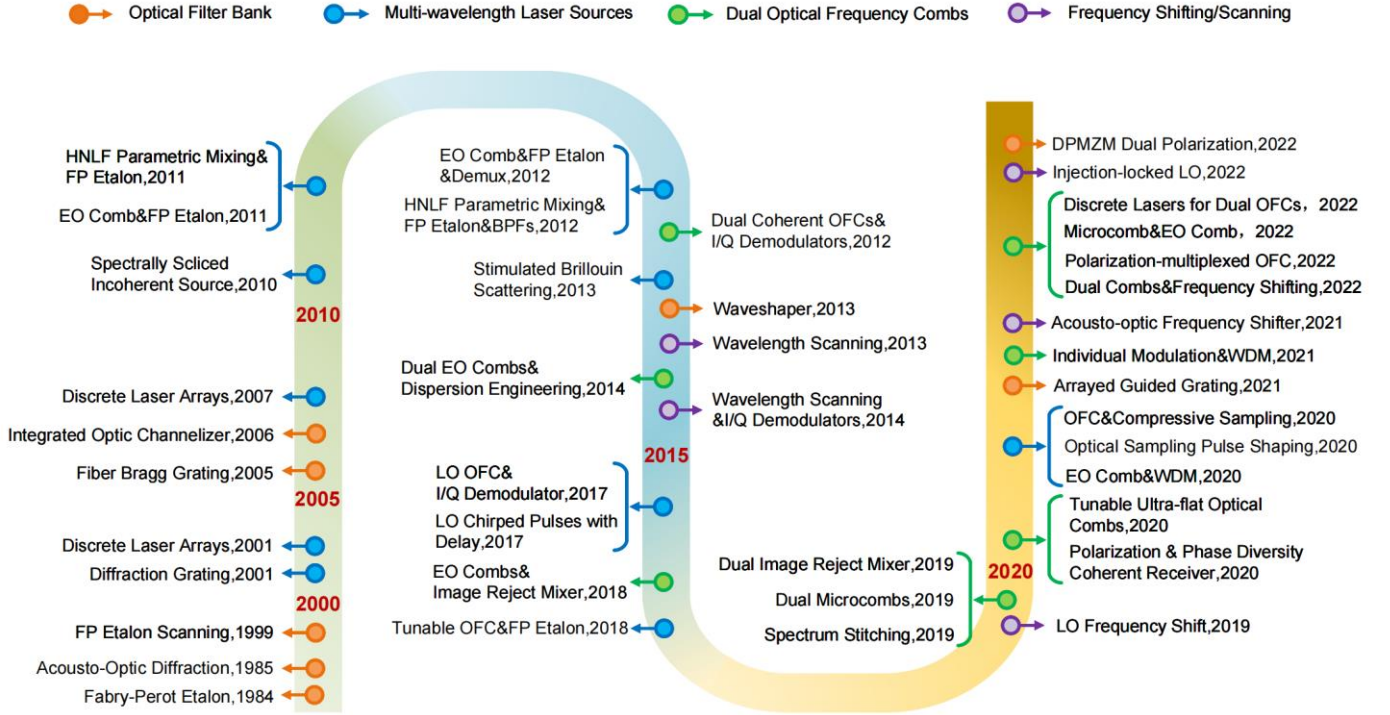 Optical Filter Bank
Multi-wavelength Laser Sources
Dual Optical Frequency Combs
Frequency Shifting/Scanning
HNLF Parametric Mixing&
FP Etalon,2011
EO Comb&FP Etalon,2011
Spectrally Scliced
Incoherent Source,2010
2010
Discrete Laser Arrays,2007
Integrated Optic Channelizer,2006
Fiber Bragg Grating,2005
2005
Discrete Laser Arrays,2001
Diffraction Grating,2001
2000
FP Etalon Scanning,1999
Acousto-Optic Diffraction,1985
Fabry-Perot Etalon,1984
EO Comb&FP Etalon
&Demux,2012
HNLF Parametric Mixing&
FP Etalon&BPFs,2012
Dual Coherent OFCs&
I/Q Demodulators,2012
Stimulated Brillouin
Scattering,2013
Waveshaper,2013
Wavelength Scanning,2013
Dual EO Combs&
Dispersion Engineering,2014
Wavelength Scanning
&I/Q Demodulators,2014
2015
LO OFC&
I/Q Demodulator,2017
LO Chirped Pulses with
Delay,2017
EO Combs&
Image Reject Mixer,2018
Tunable OFC&FP Etalon,2018
DPMZM Dual Polarization,2022
Injection-locked LO,2022
Discrete Lasers for Dual OFCs，2022
Microcomb&EO Comb，2022
Polarization-multiplexed OFC,2022
Dual Combs&Frequency Shifting,2022
Acousto-optic Frequency Shifter,2021
Individual Modulation&WDM,2021
Arrayed Guided Grating,2021
OFC&Compressive Sampling,2020
Optical Sampling Pulse Shaping,2020
EO Comb&WDM,2020
Tunable Ultra-flat Optical
Combs,2020
Polarization & Phase Diversity
Coherent Receiver,2020
2020
Dual Image Reject Mixer,2019
Dual Microcombs,2019
Spectrum Stitching,2019
LO Frequency Shift,2019